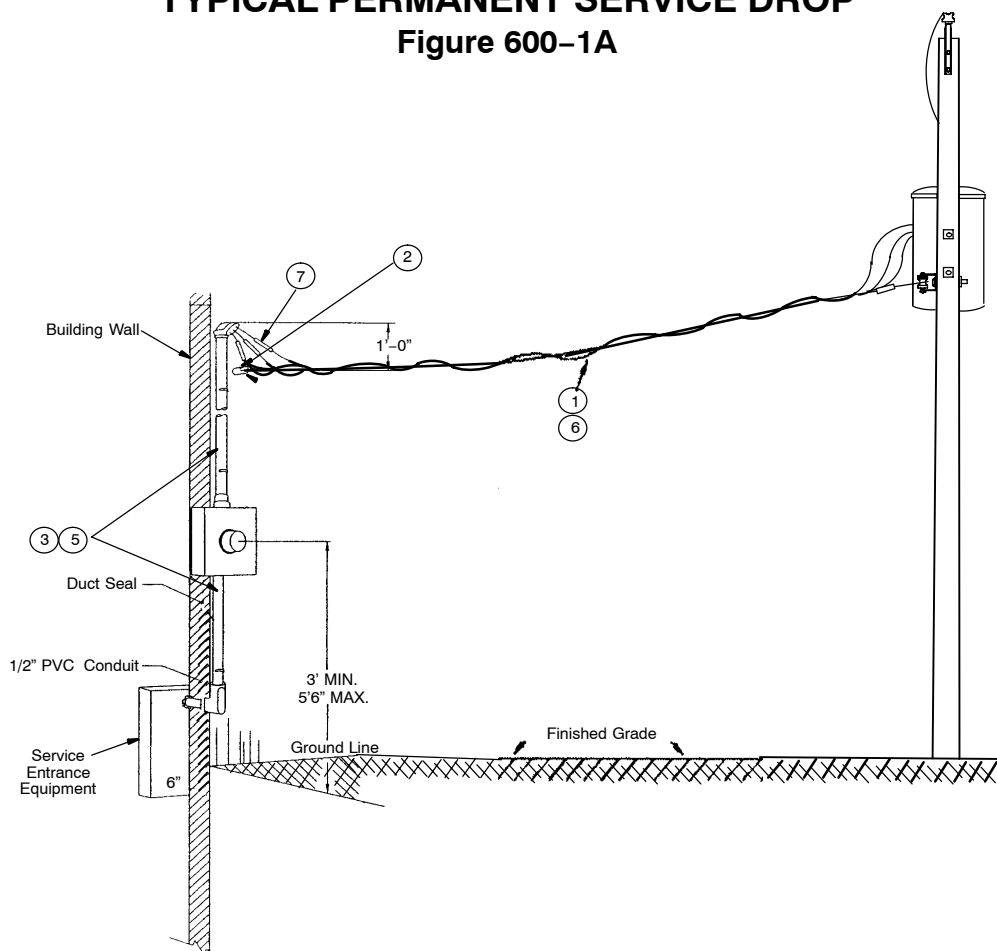 TYPICAL PERMANENT SERVICE DROP
Figure 600–1A
2
7
Building Wall
1'–0"
1
6
3 5
Duct Seal
1/2" PVC Conduit
3' MIN.
5'6" MAX.
Ground Line
Finished Grade
Service
Entrance
Equipment
6"